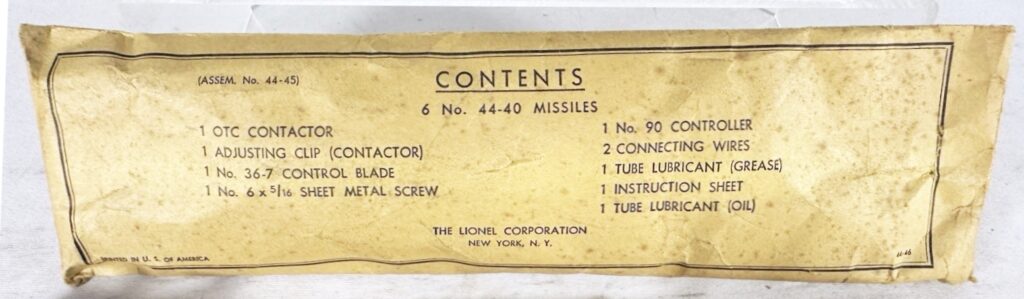 (ASSEM. No. 44-45)
CONTENTS
6 No. 44-40 MISSILES
1 OTC CONTACTOR
1 ADJUSTING CLIP (CONTACTOR)
1 No. 36-7 CONTROL BLADE
1 No. 6 x 5/16 SHEET METAL SCREW
1 No. 90 CONTROLLER
2 CONNECTING WIRES
1 TUBE LUBRICANT (GREASE)
1 INSTRUCTION SHEET
1 TUBE LUBRICANT (OIL)
THE LIONEL CORPORATION
NEW YORK, N. Y.
PRINTED IN U. S. OF AMERICA